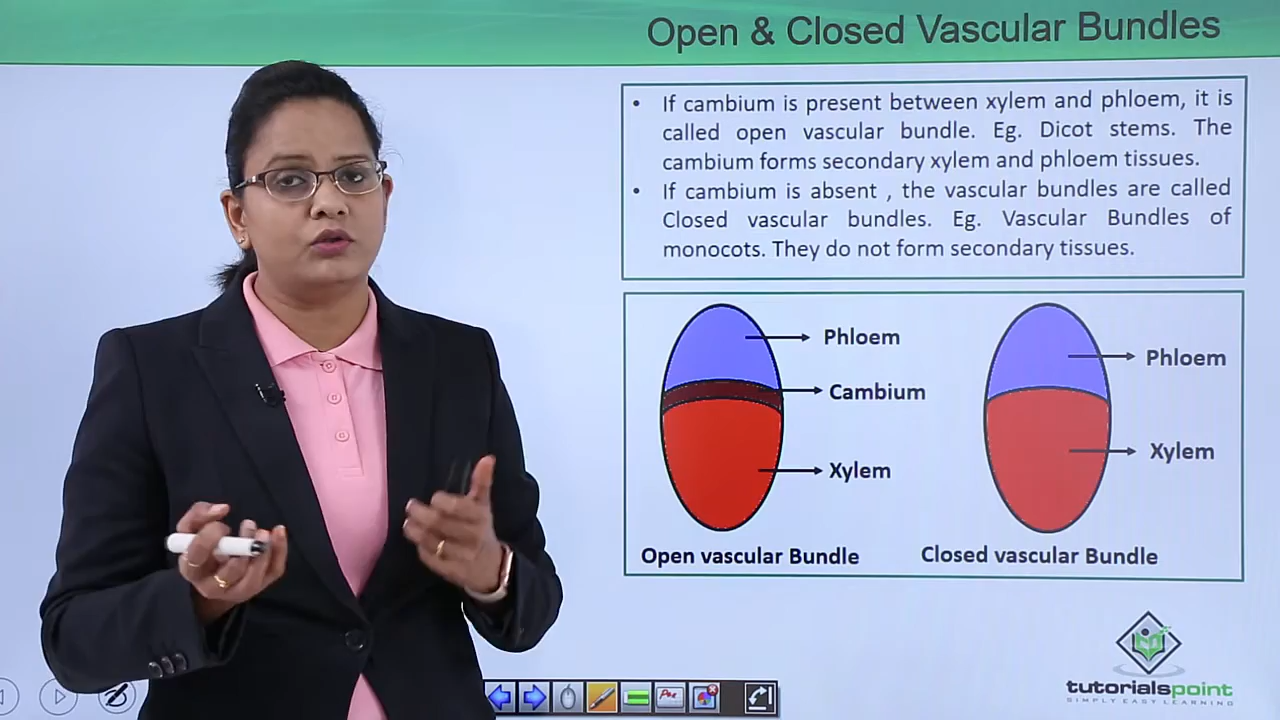 Open & Closed Vascular Bundles
• If cambium is present between xylem and phloem, it is
called open vascular bundle. Eg. Dicot stems. The
cambium forms secondary xylem and phloem tissues.
• If cambium is absent , the vascular bundles are called
Closed vascular bundles. Eg. Vascular Bundles of
monocots. They do not form secondary tissues.
Phloem
Cambium
Xylem
Open vascular Bundle
Phloem
Xylem
Closed vascular Bundle
tutorialspoint
SIMPLY EASY LEARNING
Pen